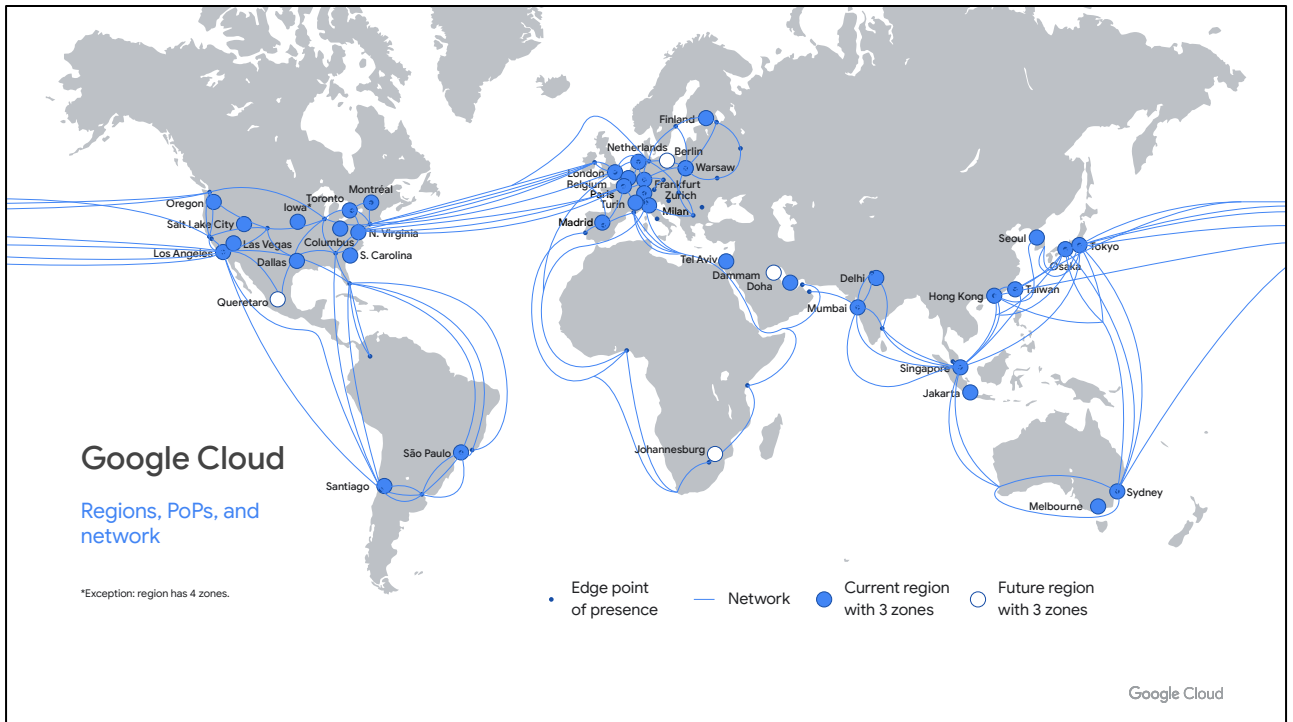 Finland
Netherlands
Berlin
London
Warsaw
Belgium
Frankfurt
Paris
Zurich
Turin
Milan
Madrid
Montréal
Toronto
Oregon
Iowa*
Salt Lake City
N. Virginia
Las Vegas
Columbus
Los Angeles
S. Carolina
Dallas
Queretaro
Tel Aviv
Dammam
Doha
Delhi
Mumbai
Seoul
Tokyo
Osaka
Hong Kong
Taiwan
Singapore
Jakarta
Johannesburg
São Paulo
Santiago
Sydney
Melbourne
Google Cloud
Regions, PoPs, and
network
*Exception: region has 4 zones.
Edge point
of presence
Network
Current region
with 3 zones
Future region
with 3 zones
Google Cloud